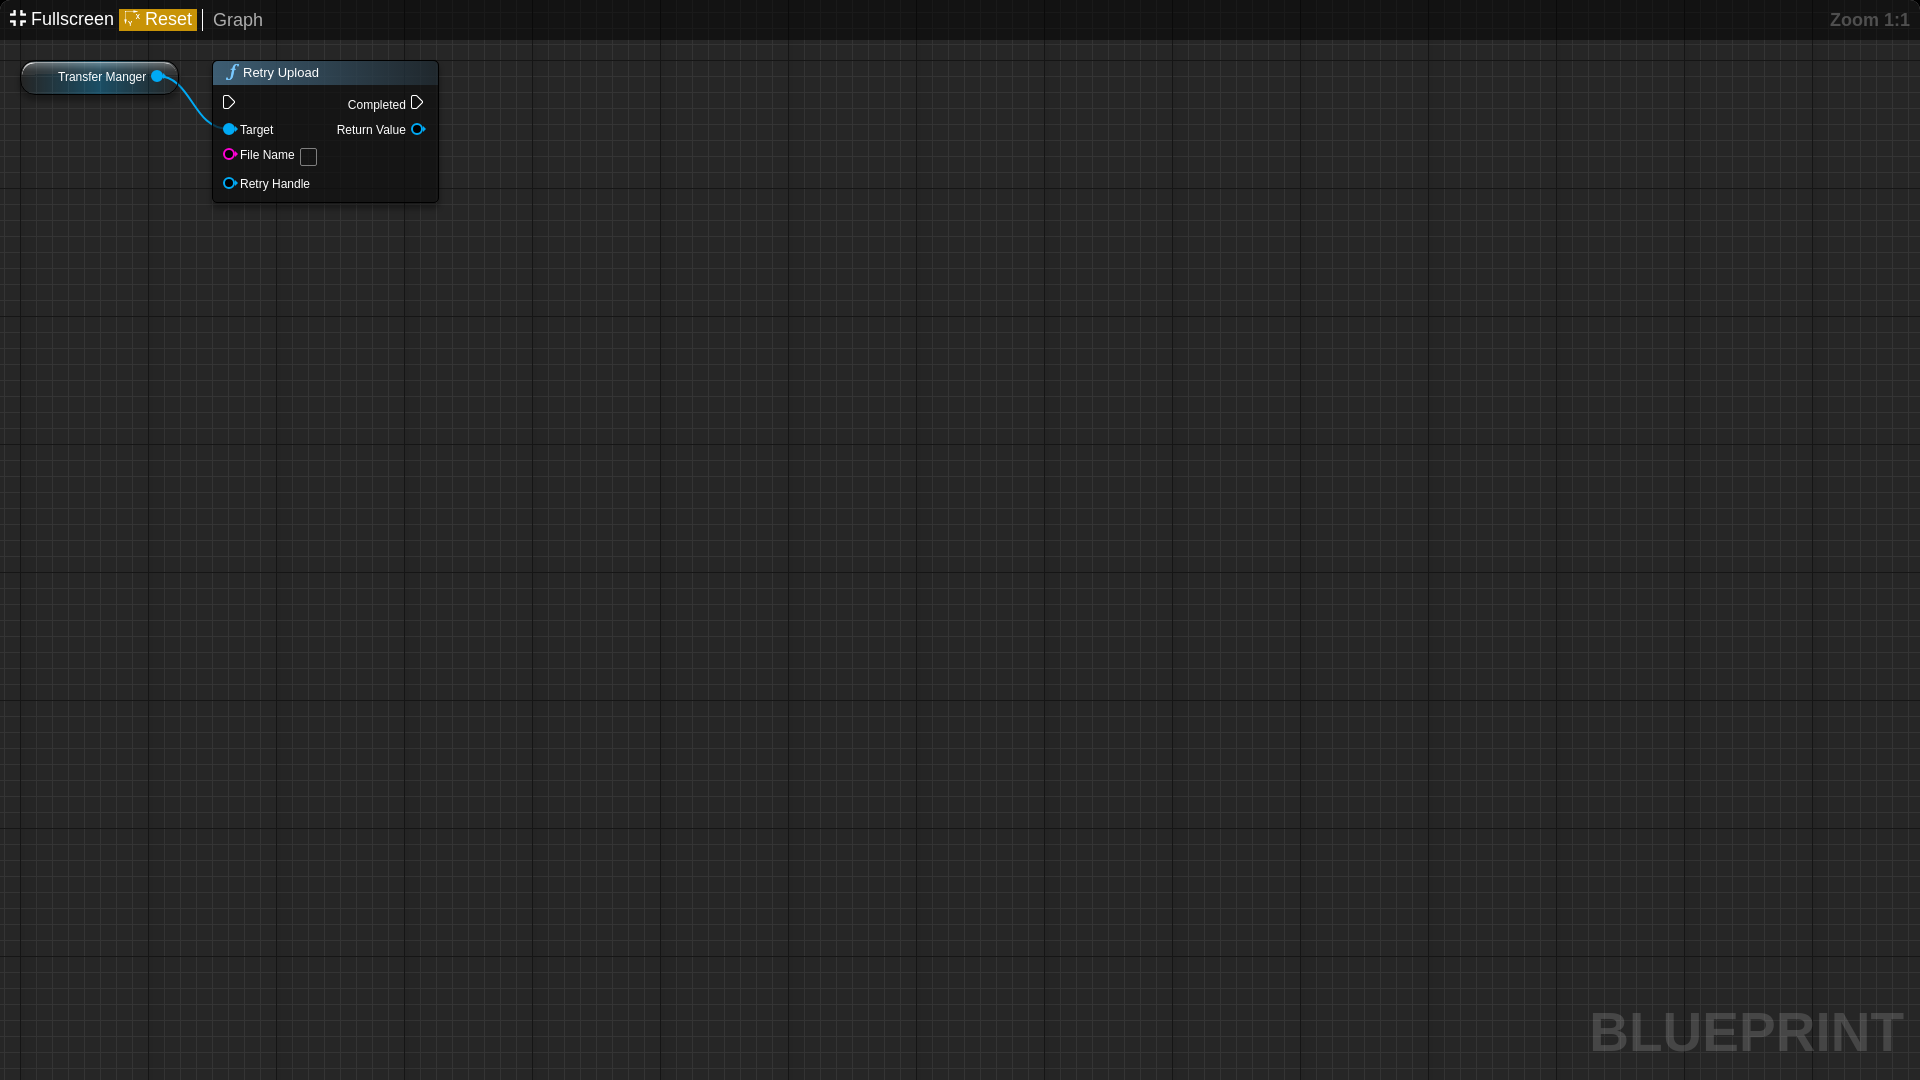 Fullscreen Reset Graph Zoom 1:1
Transfer Manger
Retry Upload
Completed
Target Return Value
File Name
Retry Handle
BLUEPRINT